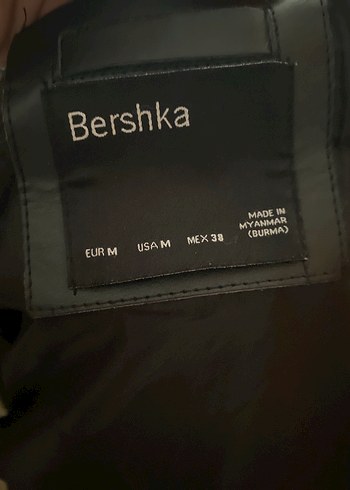 Bershka
MADE IN
MYANMAR
(BURMA)
EUR M USA M MEX 38